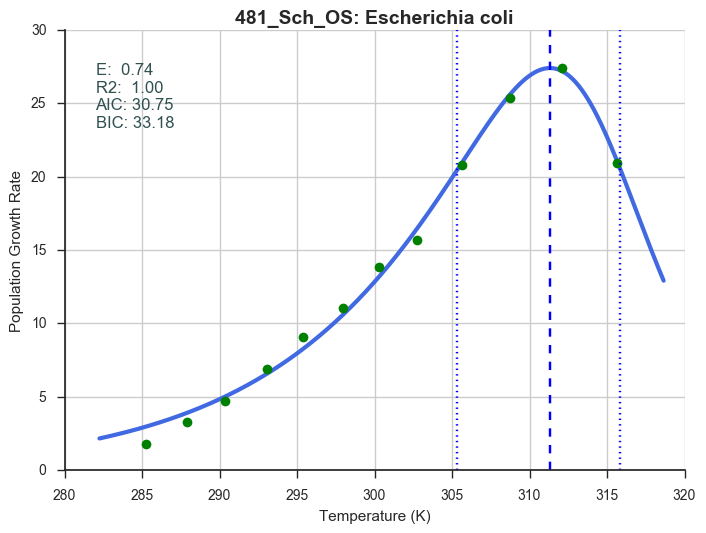 481_Sch_OS: Escherichia coli
E:  0.74
R2:  1.00
AIC: 30.75
BIC: 33.18
Population Growth Rate
30
25
20
15
10
5
0
280 285 290 295 300 305 310 315 320
Temperature (K)